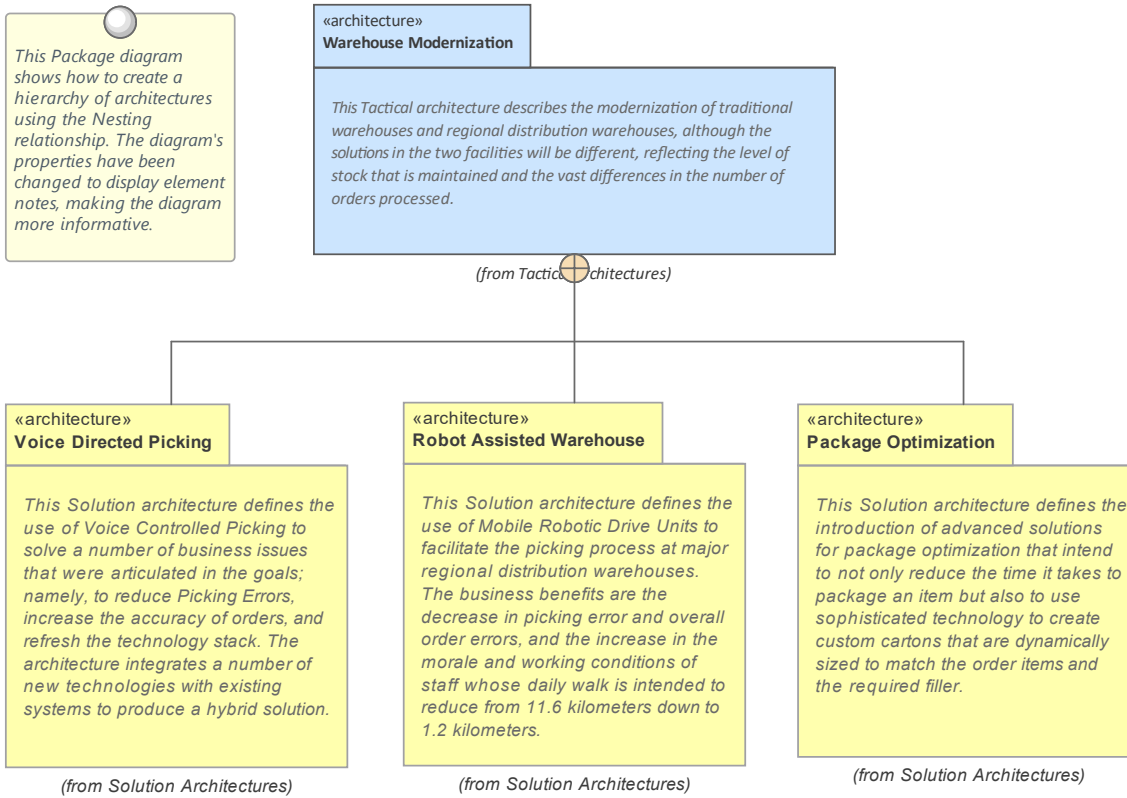 This Package diagram
shows how to create a
hierarchy of architectures
using the Nesting
relationship. The diagram's
properties have been
changed to display element
notes, making the diagram
more informative.
«architecture»
Warehouse Modernization
This Tactical architecture describes the modernization of traditional
warehouses and regional distribution warehouses, although the
solutions in the two facilities will be different, reflecting the level of
stock that is maintained and the vast differences in the number of
orders processed.
(from Tactical Architectures)
«architecture»
Voice Directed Picking
This Solution architecture defines the
use of Voice Controlled Picking to
solve a number of business issues
that were articulated in the goals;
namely, to reduce Picking Errors,
increase the accuracy of orders, and
refresh the technology stack. The
architecture integrates a number of
new technologies with existing
systems to produce a hybrid solution.
(from Solution Architectures)
«architecture»
Robot Assisted Warehouse
This Solution architecture defines the
use of Mobile Robotic Drive Units to
facilitate the picking process at major
regional distribution warehouses.
The business benefits are the
decrease in picking error and overall
order errors, and the increase in the
morale and working conditions of
staff whose daily walk is intended to
reduce from 11.6 kilometers down to
1.2 kilometers.
(from Solution Architectures)
«architecture»
Package Optimization
This Solution architecture defines the
introduction of advanced solutions
for package optimization that intend
to not only reduce the time it takes to
package an item but also to use
sophisticated technology to create
custom cartons that are dynamically
sized to match the order items and
the required filler.
(from Solution Architectures)